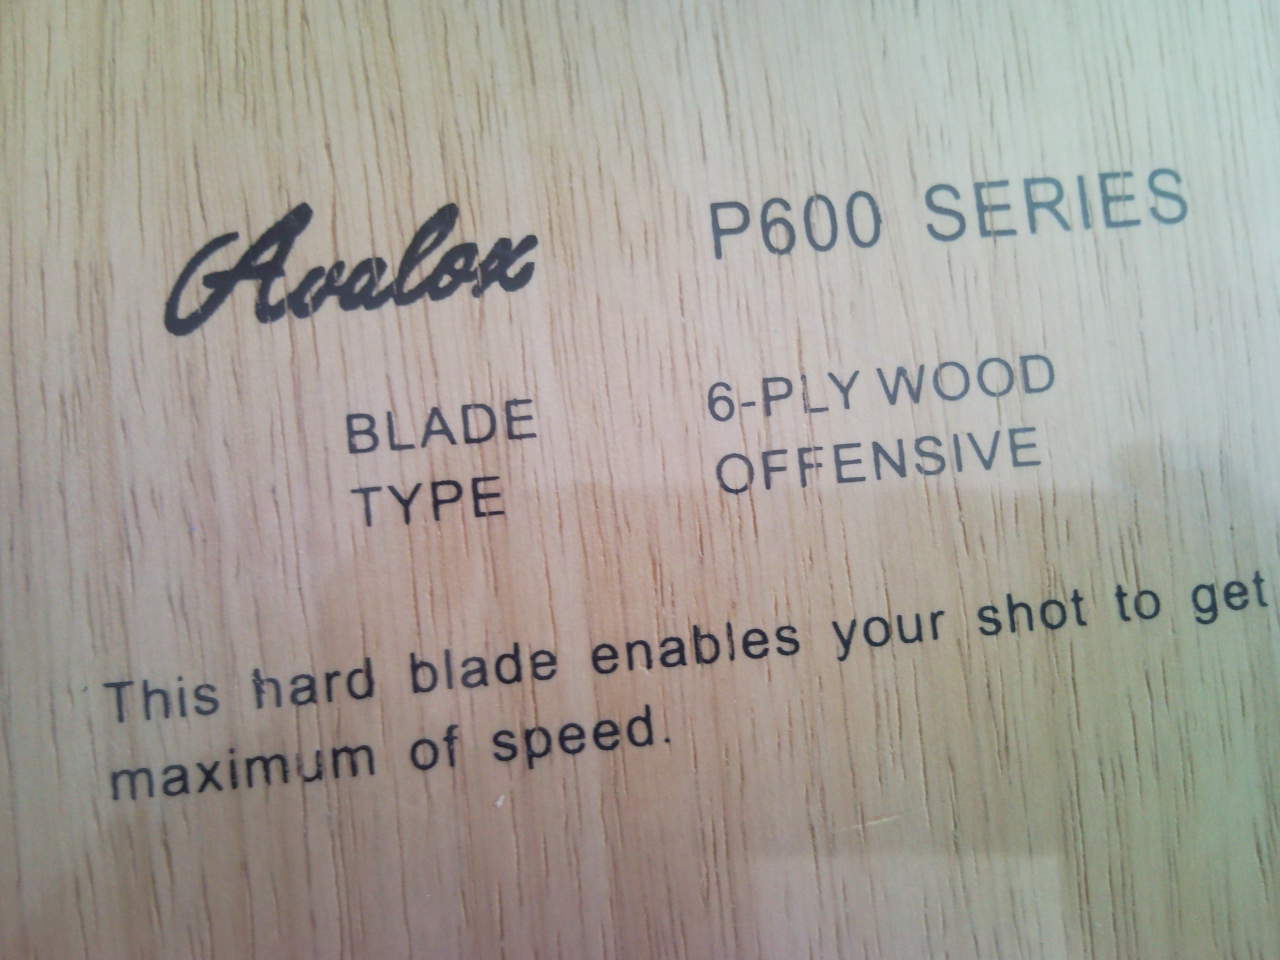 Avalox P600 SERIES
BLADE 6-PLY WOOD
TYPE OFFENSIVE
This hard blade enables your shot to get
maximum of speed.